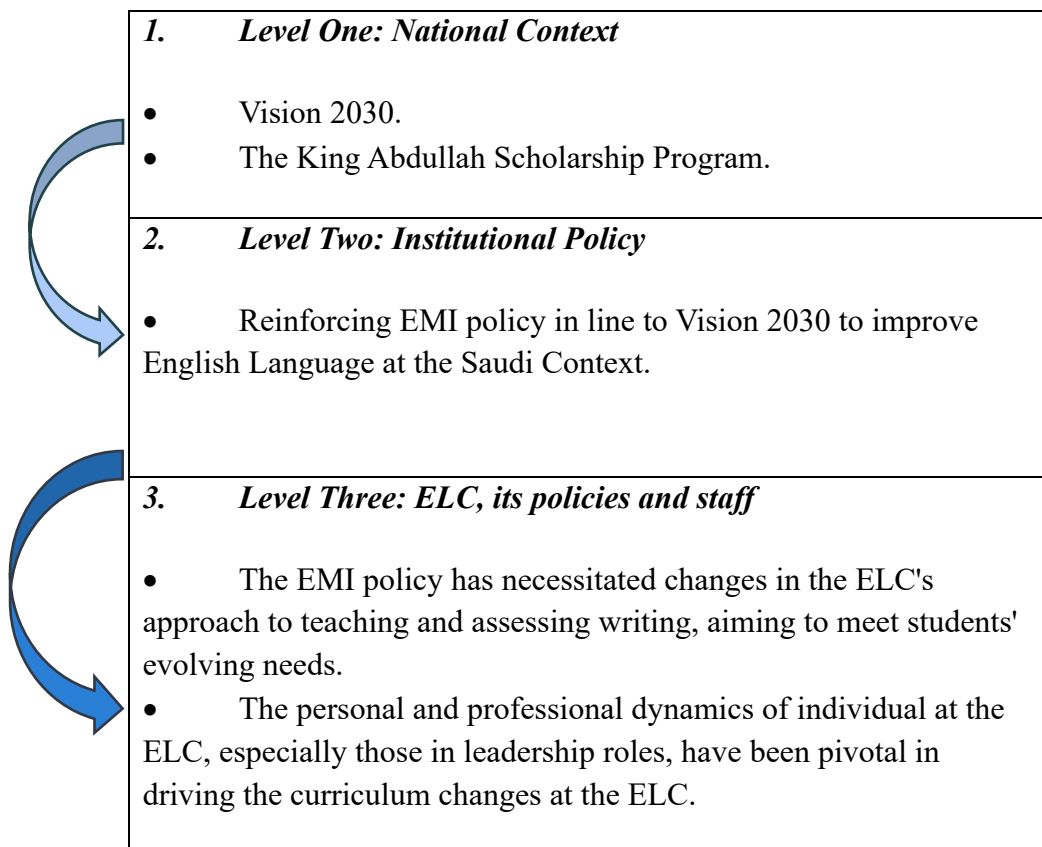 1. Level One: National Context
• Vision 2030.
• The King Abdullah Scholarship Program.
2. Level Two: Institutional Policy
• Reinforcing EMI policy in line to Vision 2030 to improve
English Language at the Saudi Context.
3. Level Three: ELC, its policies and staff
• The EMI policy has necessitated changes in the ELC's
approach to teaching and assessing writing, aiming to meet students'
evolving needs.
• The personal and professional dynamics of individual at the
ELC, especially those in leadership roles, have been pivotal in
driving the curriculum changes at the ELC.